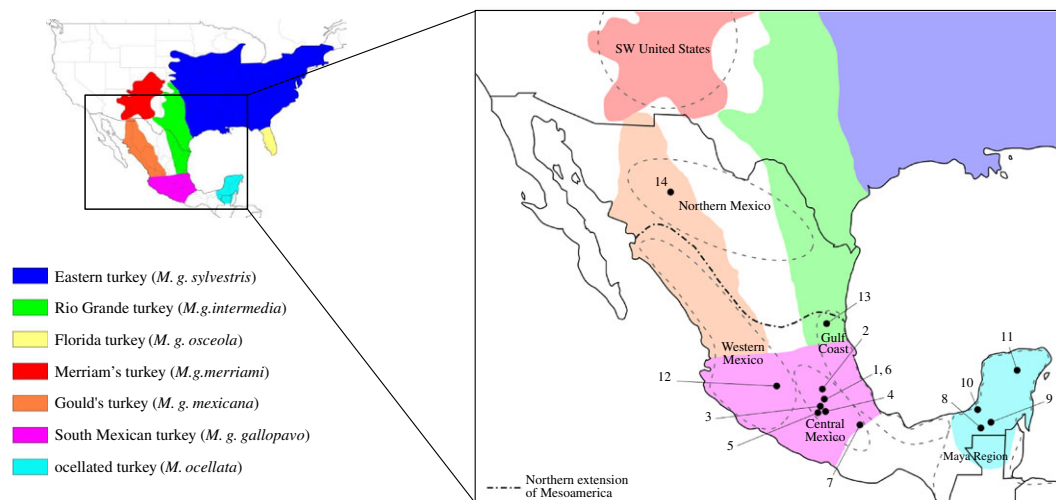 Eastern turkey (M. g. sylvestris)
Rio Grande turkey (M.g.intermedia)
Florida turkey (M. g. osceola)
Merriam's turkey (M.g.merriami)
Gould's turkey (M. g. mexicana)
South Mexican turkey (M. g. gallopavo)
ocellated turkey (M. ocellata)
SW United States
14
Northern Mexico
13
2
Gulf
Coast
Western
Mexico
11
12
1,6
10
4
8
9
3
Central
Mexico
5
Maya Region
7
Northern extension
of Mesoamerica